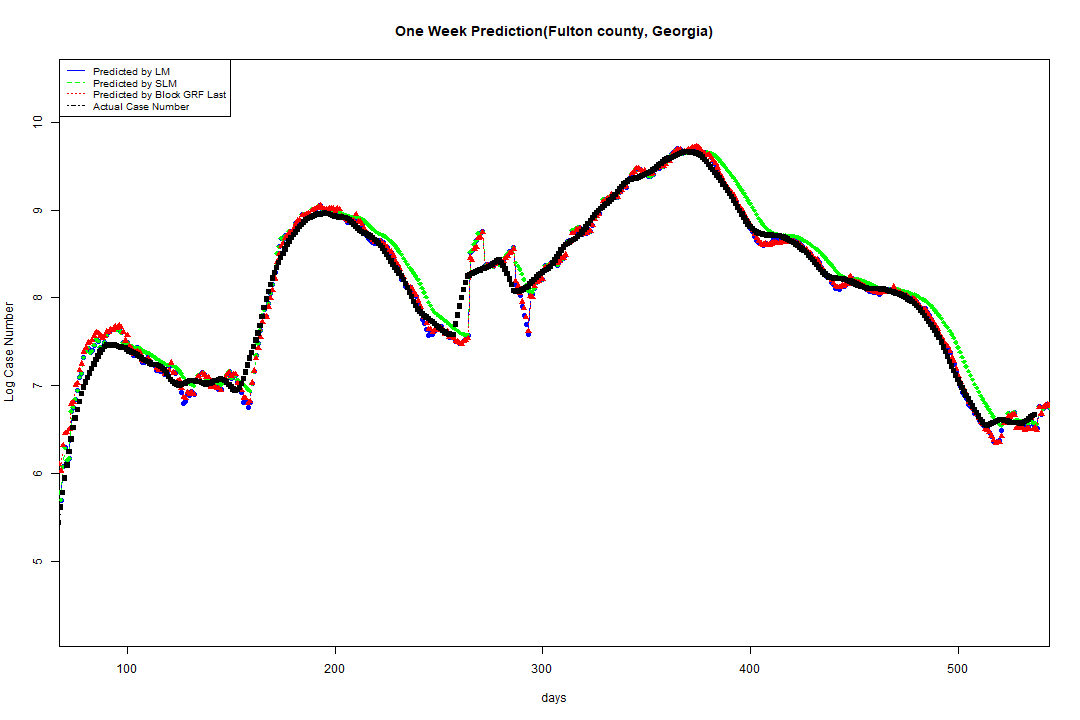 One Week Prediction(Fulton county, Georgia)
Predicted by LM
Predicted by SLM
Predicted by Block GRF Last
Actual Case Number
Log Case Number
10
9
8
7
6
5
100 200 300 400 500
days